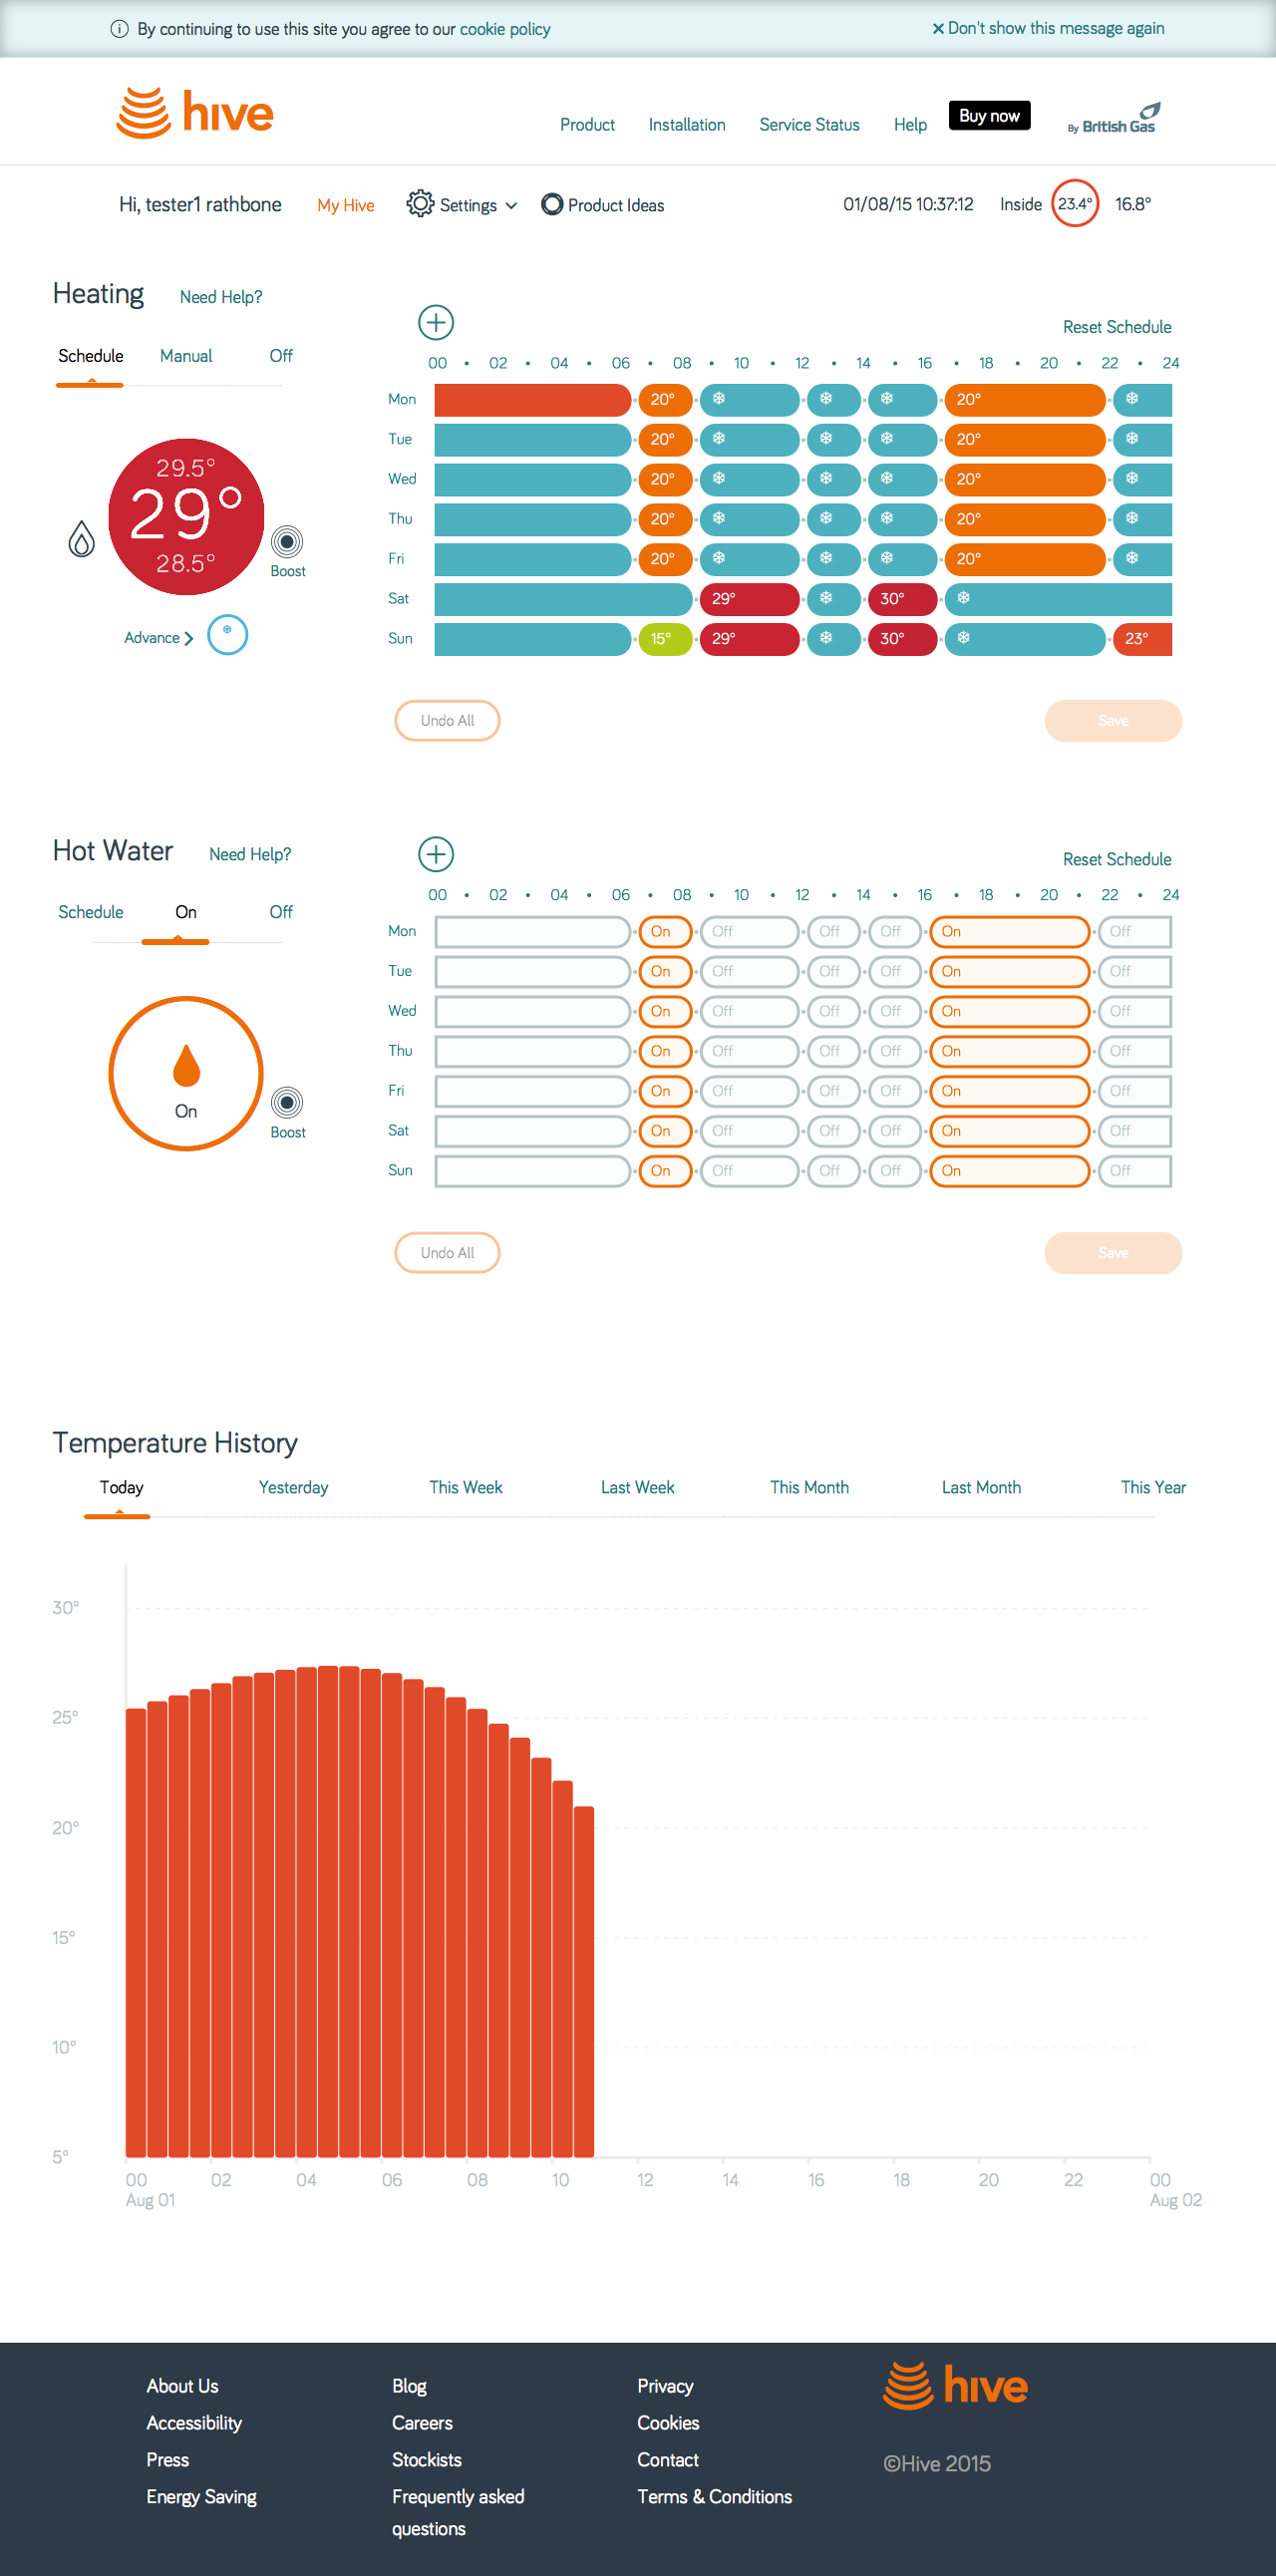 By continuing to use this site you agree to our cookie policy
Don't show this message again
hive
Product Installation Service Status Help Buy now By British Gas
Hi, tester1 rathbone My Hive Settings Product Ideas 01/08/15 10:37:12 Inside 23.4° 16.8°
Heating Need Help?
Reset Schedule
Schedule Manual Off
00 • 02 • 04 • 06 • 08 • 10 • 12 • 14 • 16 • 18 • 20 • 22 • 24
Mon 20° 20°
Tue 20° 20°
Wed 20° 20°
Thu 20° 20°
Fri 20° 20°
Sat 29° 30°
Sun 15° 29° 30° 23°
29.5°
29°
28.5°
Boost
Advance
Undo All Save
Hot Water Need Help?
Reset Schedule
Schedule On Off
00 • 02 • 04 • 06 • 08 • 10 • 12 • 14 • 16 • 18 • 20 • 22 • 24
Mon On Off Off Off On Off
Tue On Off Off Off On Off
Wed On Off Off Off On Off
Thu On Off Off Off On Off
Fri On Off Off Off On Off
Sat On Off Off Off On Off
Sun On Off Off Off On Off
On
Boost
Undo All Save
Temperature History
Today Yesterday This Week Last Week This Month Last Month This Year
30°
25°
20°
15°
10°
5°
00 02 04 06 08 10 12 14 16 18 20 22 00
Aug 01 Aug 02
About Us Blog Privacy hive
Accessibility Careers Cookies
Press Stockists Contact ©Hive 2015
Energy Saving Frequently asked Terms & Conditions
questions